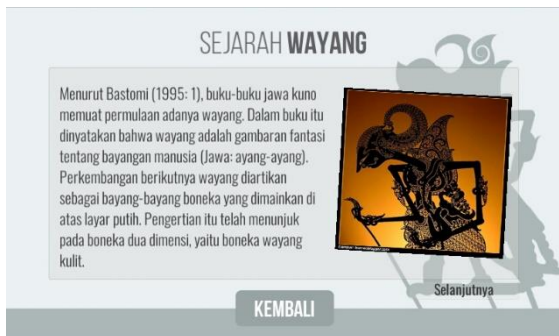 SEJARAH WAYANG
Menurut Bastomi (1995: 1), buku-buku jawa kuno
memuat permulaan adanya wayang. Dalam buku itu
dinyatakan bahwa wayang adalah gambaran fantasi
tentang bayangan manusia (Jawa: ayang-ayang).
Perkembangan berikutnya wayang diartikan
sebagai bayang-bayang boneka yang dimainkan di
atas layar putih. Pengertian itu telah menunjuk
pada boneka dua dimensi, yaitu boneka wayang
kulit.
Selanjutnya
KEMBALI